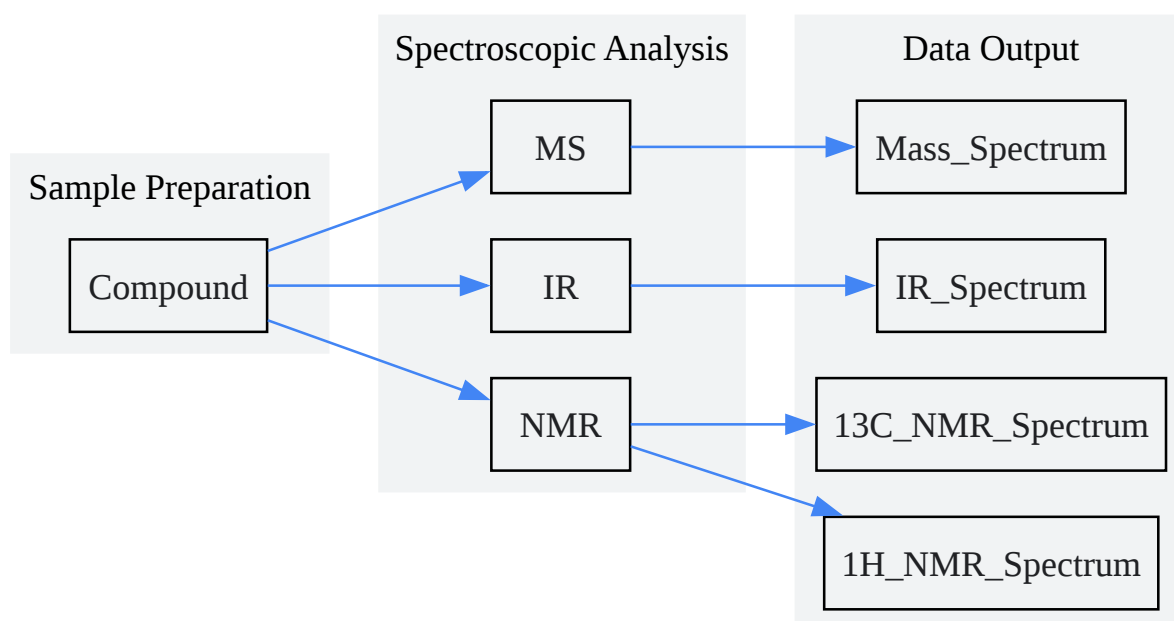 Sample Preparation
Compound
Spectroscopic Analysis
MS
IR
NMR
Data Output
Mass_Spectrum
IR_Spectrum
13C_NMR_Spectrum
1H_NMR_Spectrum